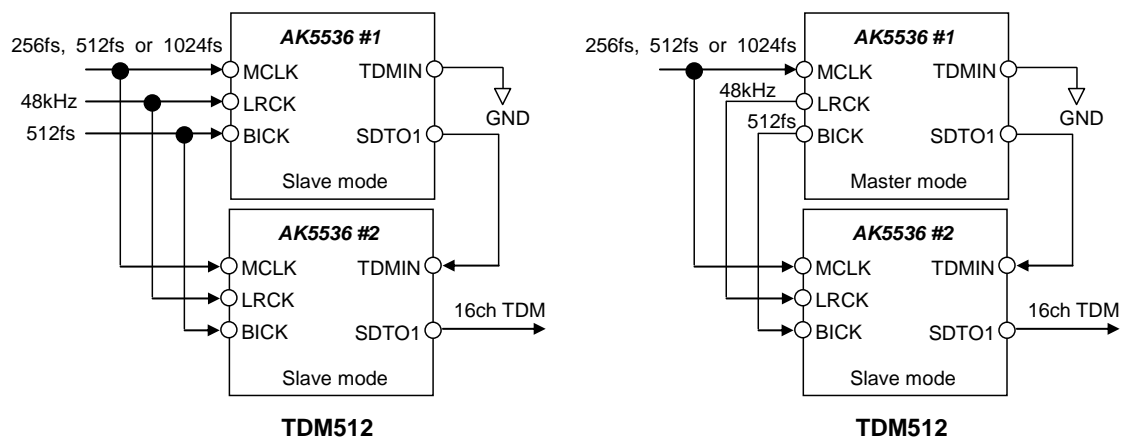 AK5536 #1
256fs, 512fs or 1024fs
MCLK
TDMIN
48kHz
LRCK
GND
512fs
BICK
SDTO1
Slave mode
AK5536 #2
MCLK
TDMIN
LRCK
16ch TDM
BICK
SDTO1
Slave mode
TDM512
AK5536 #1
256fs, 512fs or 1024fs
MCLK
TDMIN
48kHz
LRCK
GND
512fs
BICK
SDTO1
Master mode
AK5536 #2
MCLK
TDMIN
LRCK
16ch TDM
BICK
SDTO1
Slave mode
TDM512